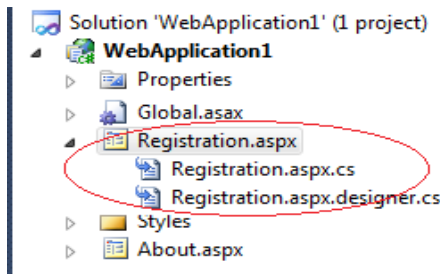 Solution 'WebApplication1' (1 project)
WebApplication1
Properties
Global.asax
Registration.aspx
Registration.aspx.cs
Registration.aspx.designer.cs
Styles
About.aspx